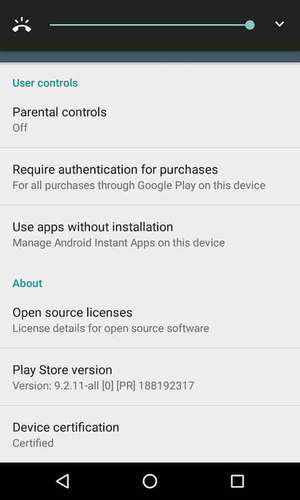 User controls
Parental controls
Off
Require authentication for purchases
For all purchases through Google Play on this device
Use apps without installation
Manage Android Instant Apps on this device
About
Open source licenses
License details for open source software
Play Store version
Version: 9.2.11-all [0] [PR] 188192317
Device certification
Certified